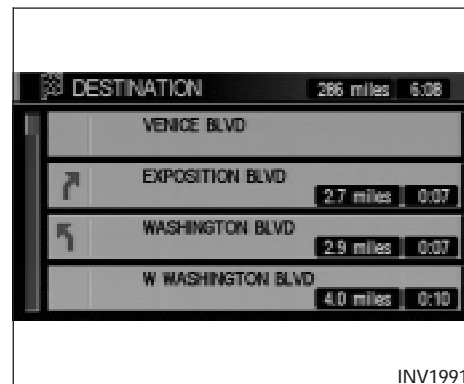 DESTINATION 286 miles 6:08
VENICE BLVD
EXPOSITION BLVD
2.7 miles 0:07
WASHINGTON BLVD
2.9 miles 0:07
W WASHINGTON BLVD
4.0 miles 0:10
INV1991